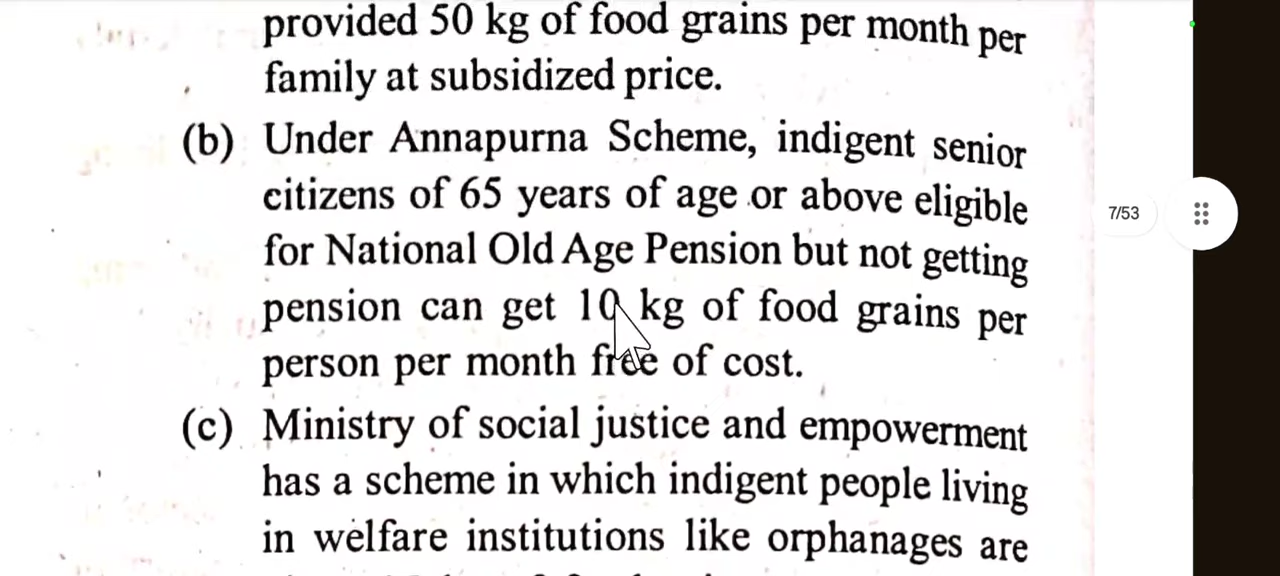 provided 50 kg of food grains per month per
family at subsidized price.
(b) Under Annapurna Scheme, indigent senior
citizens of 65 years of age or above eligible
for National Old Age Pension but not getting
pension can get 10 kg of food grains per
person per month free of cost.
7/53
(c) Ministry of social justice and empowerment
has a scheme in which indigent people living
in welfare institutions like orphanages are